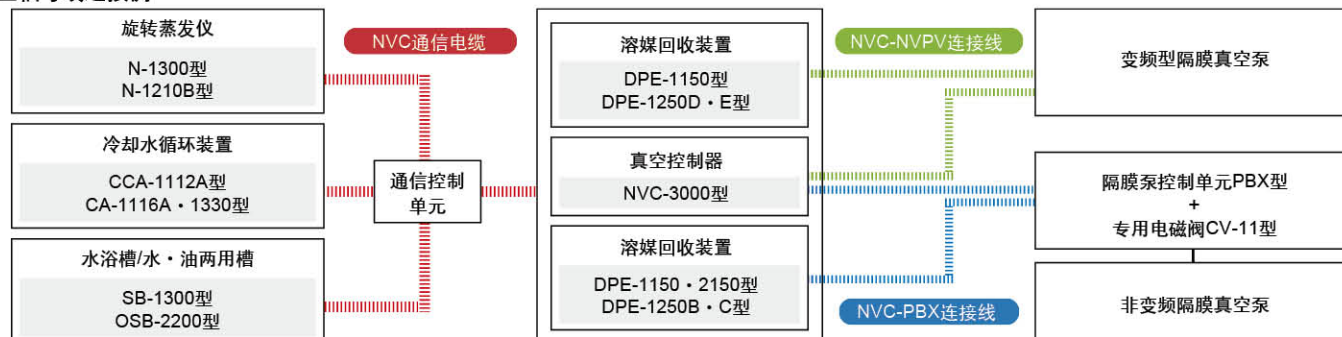 旋转蒸发仪
N-1300型
N-1210B型
冷却水循环装置
CCA-1112A型
CA-1116A・1330型
水浴槽/水・油两用槽
SB-1300型
OSB-2200型
NVC通信电缆
通信控制
单元
溶媒回收装置
DPE-1150型
DPE-1250D・E型
真空控制器
NVC-3000型
溶媒回收装置
DPE-1150・2150型
DPE-1250B・C型
NVC-NVPV连接线
NVC-PBX连接线
变频型隔膜真空泵
隔膜泵控制单元PBX型
+
专用电磁阀CV-11型
非变频隔膜真空泵